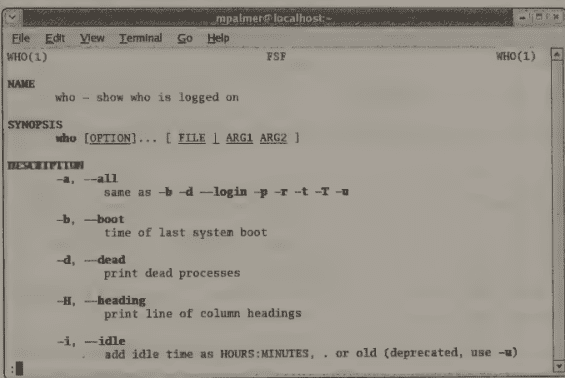 mpalmer@localhost:~
File Edit View Terminal Go Help
WHO(1) FSF WHO(1)
NAME
who - show who is logged on
SYNOPSIS
who [OPTION]... [ FILE | ARG1 ARG2 ]
DESCRIPTION
-a, --all
same as -b -d --login -p -r -t -T -u
-b, --boot
time of last system boot
-d, --dead
print dead processes
-H, --heading
print line of column headings
-i, --idle
add idle time as HOURS:MINUTES, . or old (deprecated, use -u)
: